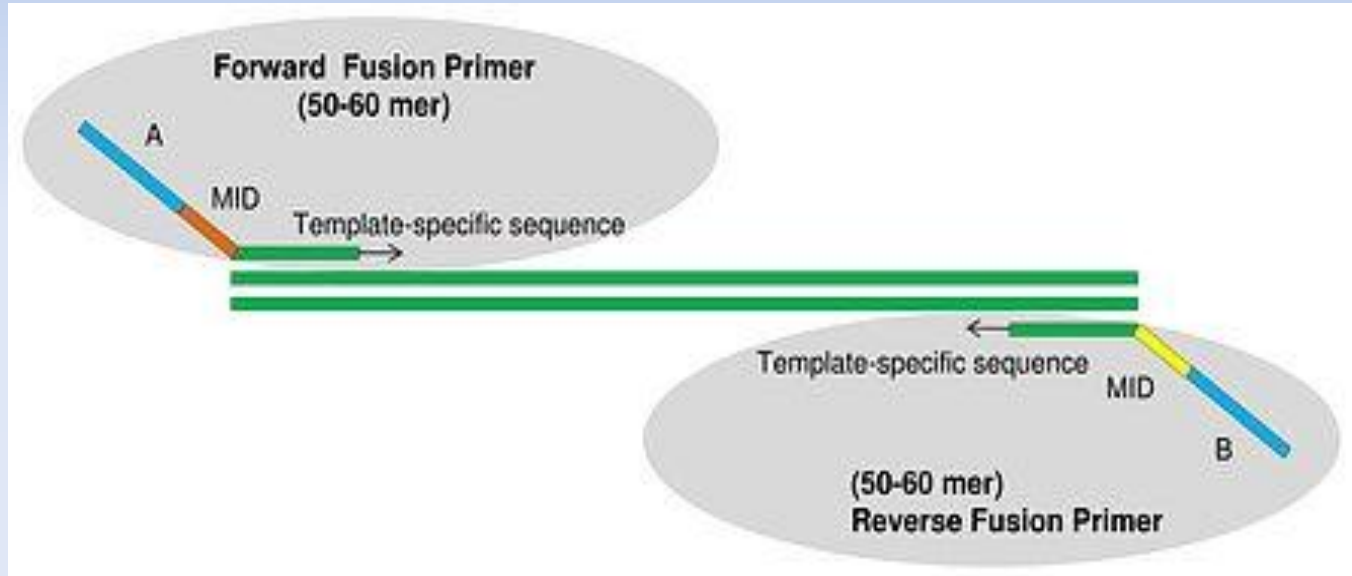 Forward Fusion Primer
(50-60 mer)
A
MID
Template-specific sequence
Template-specific sequence
MID
B
(50-60 mer)
Reverse Fusion Primer